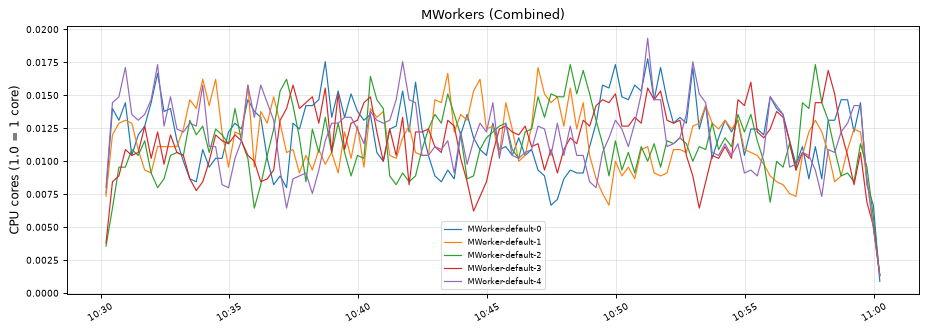 MWorkers (Combined)
CPU cores (1.0 = 1 core)
0.0200
0.0175
0.0150
0.0125
0.0100
0.0075
0.0050
0.0025
0.0000
MWorker-default-0
MWorker-default-1
MWorker-default-2
MWorker-default-3
MWorker-default-4
10:30
10:35
10:40
10:45
10:50
10:55
11:00